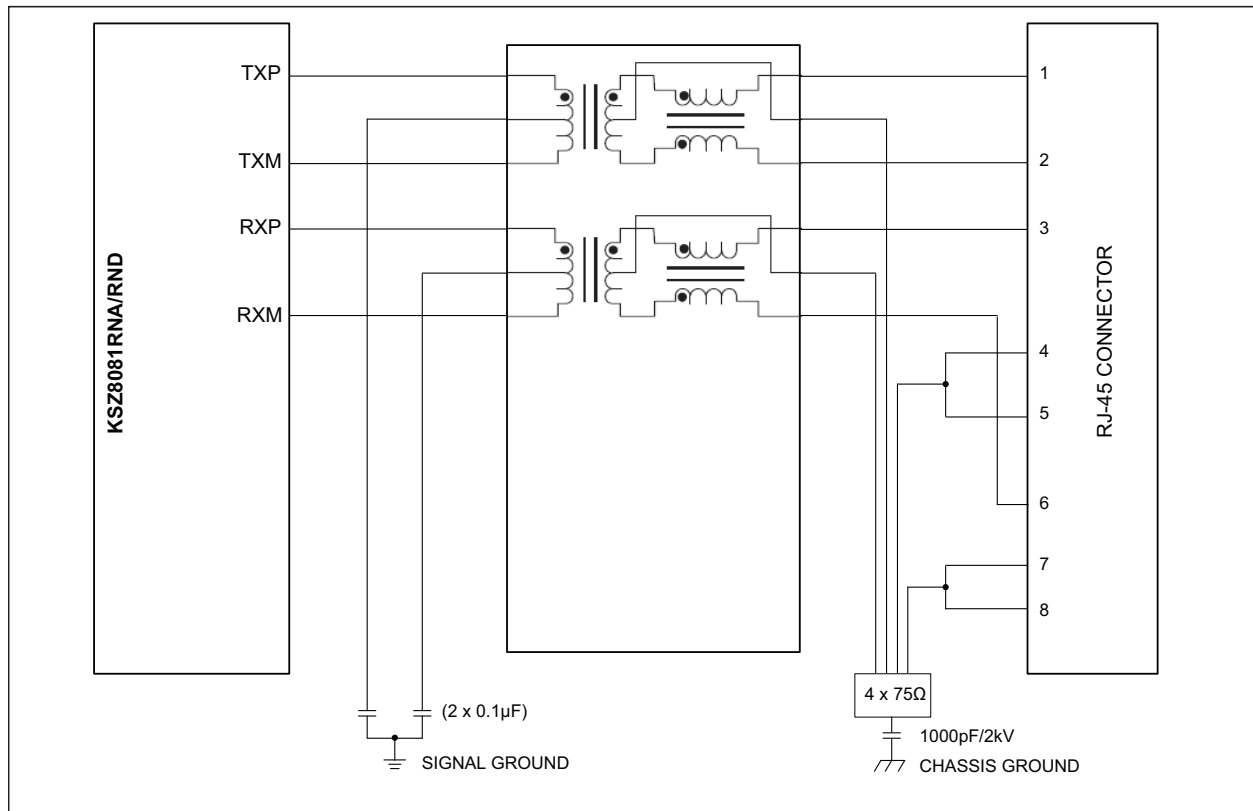 KSZ8081RNA/RND
TXP
TXM
RXP
RXM
1
2
3
4
5
6
7
8
RJ-45 CONNECTOR
(2 x 0.1µF)
SIGNAL GROUND
4 x 75Ω
1000pF/2kV
CHASSIS GROUND